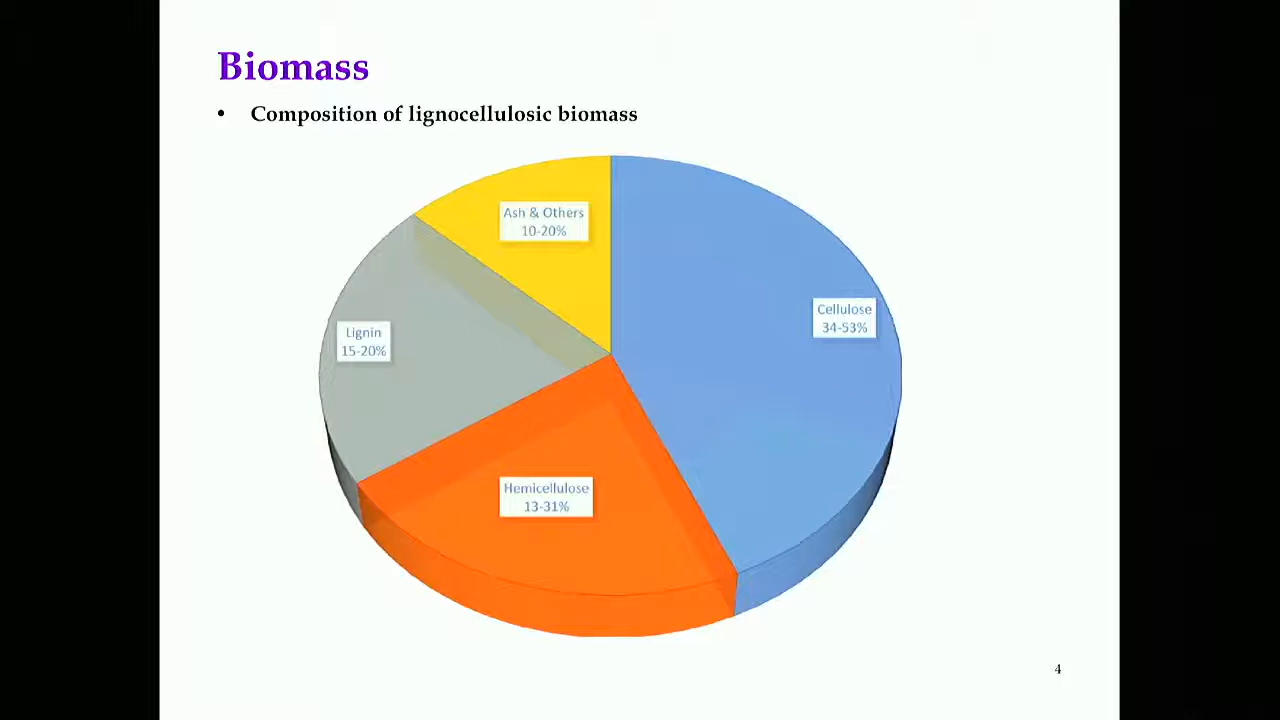 Biomass
• Composition of lignocellulosic biomass
Ash & Others
10-20%
Cellulose
34-53%
Lignin
15-20%
Hemicellulose
13-31%
4